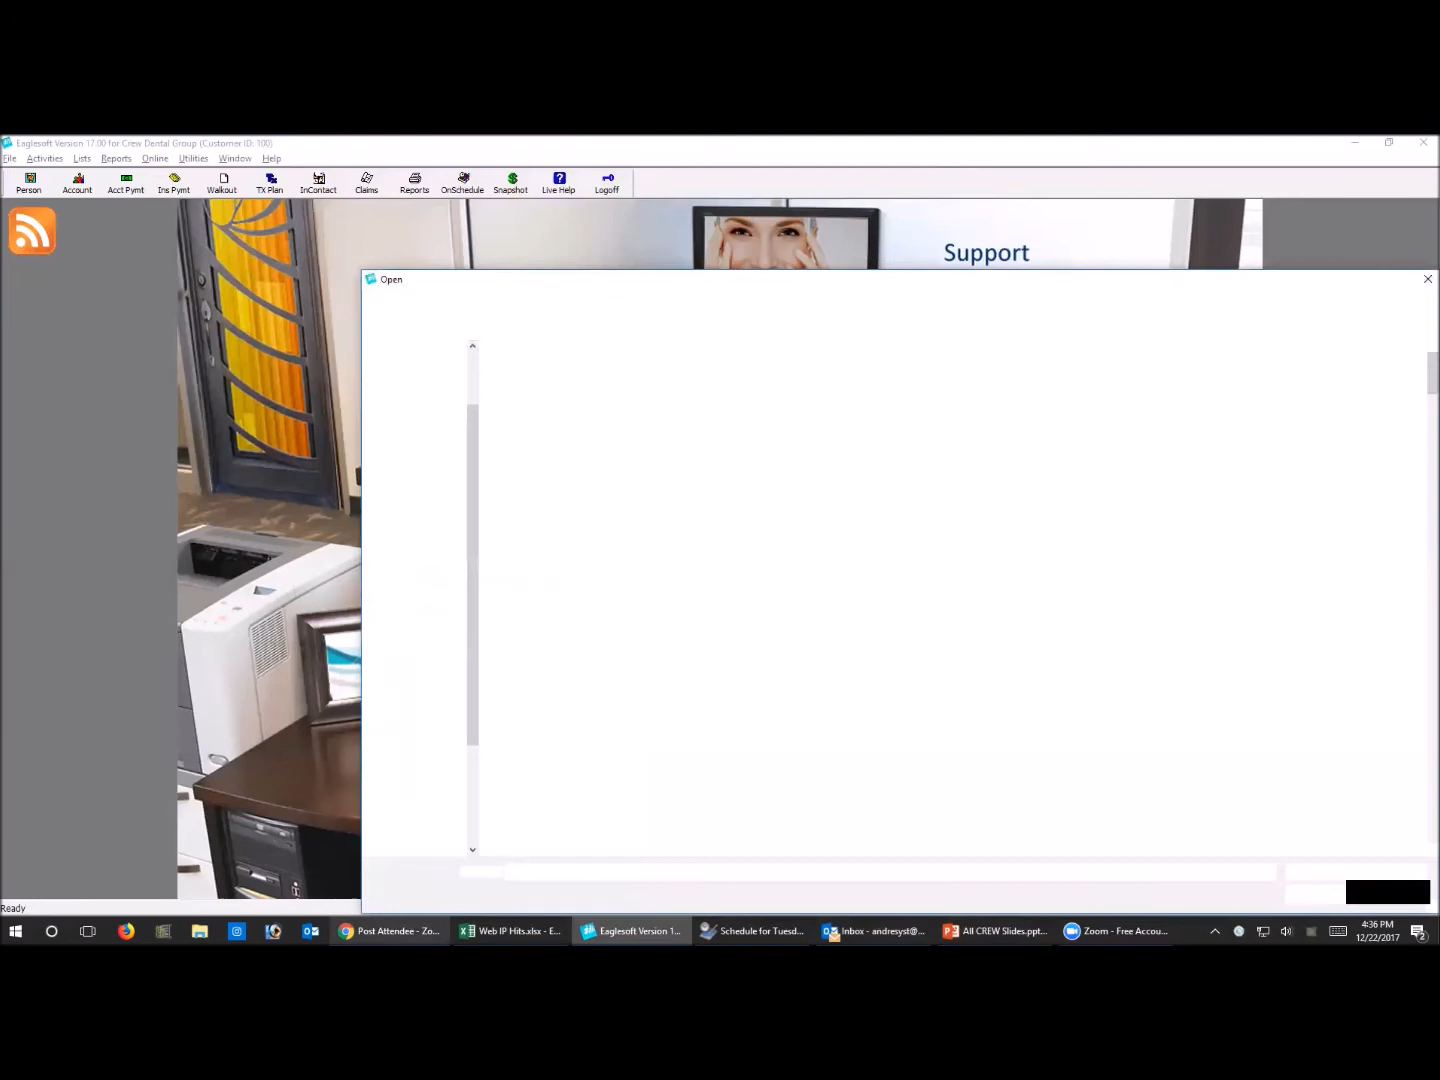 Eaglesoft Version 17.00 for Crew Dental Group (Customer ID: 100)
File Activities Lists Reports Online Utilities Window Help
Person Account Acct Pymt Ins Pymt Walkout TX Plan InContact Claims Reports OnSchedule Snapshot Live Help Logoff
Support
Open
Ready
Post Attendee - Zo... Web IP Hits.xlsx - E... Eaglesoft Version 1... Schedule for Tuesd... Inbox - andresyst@... All CREW Slides.ppt... Zoom - Free Accou...
4:36 PM
12/22/2017
2